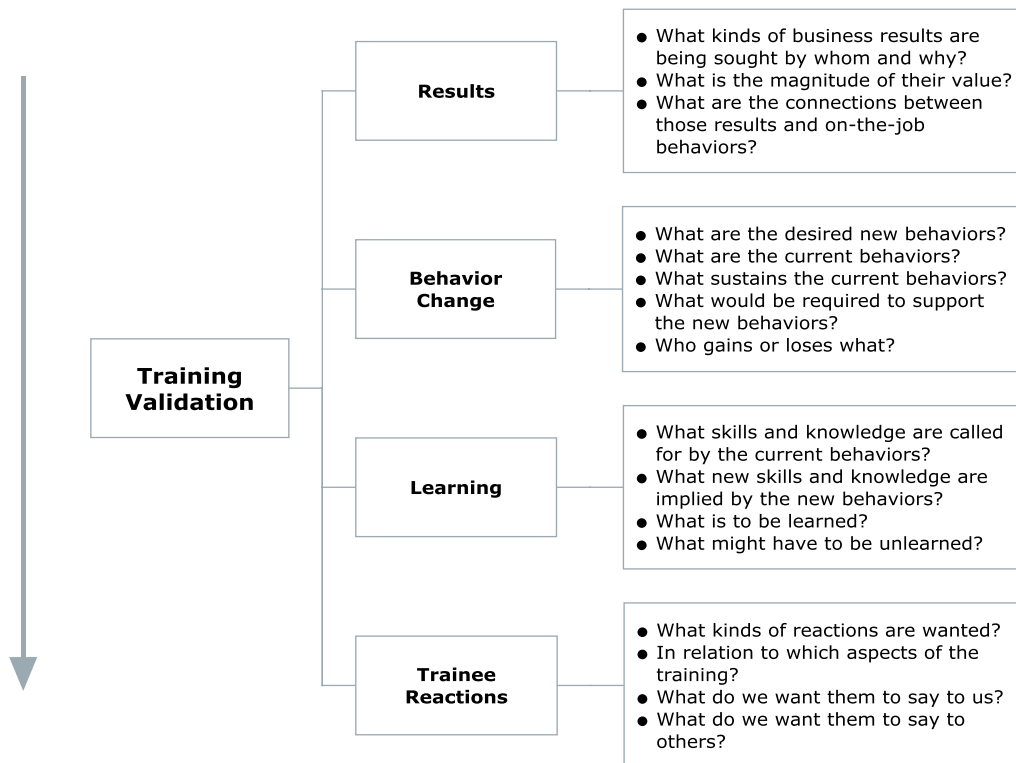 Results
● What kinds of business results are
being sought by whom and why?
● What is the magnitude of their value?
● What are the connections between
those results and on-the-job
behaviors?
Behavior
Change
● What are the desired new behaviors?
● What are the current behaviors?
● What sustains the current behaviors?
● What would be required to support
the new behaviors?
● Who gains or loses what?
Training
Validation
Learning
● What skills and knowledge are called
for by the current behaviors?
● What new skills and knowledge are
implied by the new behaviors?
● What is to be learned?
● What might have to be unlearned?
Trainee
Reactions
● What kinds of reactions are wanted?
● In relation to which aspects of the
training?
● What do we want them to say to us?
● What do we want them to say to
others?